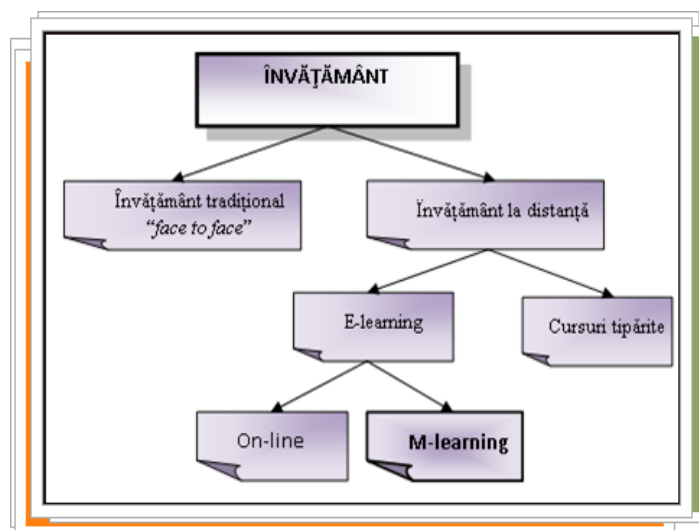 ÎNVĂŢĂMÂNT
Învăţământ tradiţional
“face to face”
Învăţământ la distanţă
E-learning
Cursuri tipărite
On-line
M-learning